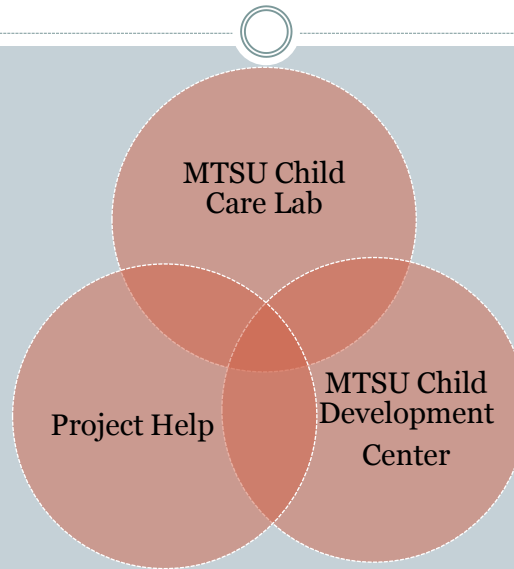 MTSU Child
Care Lab
Project Help
MTSU Child
Development
Center